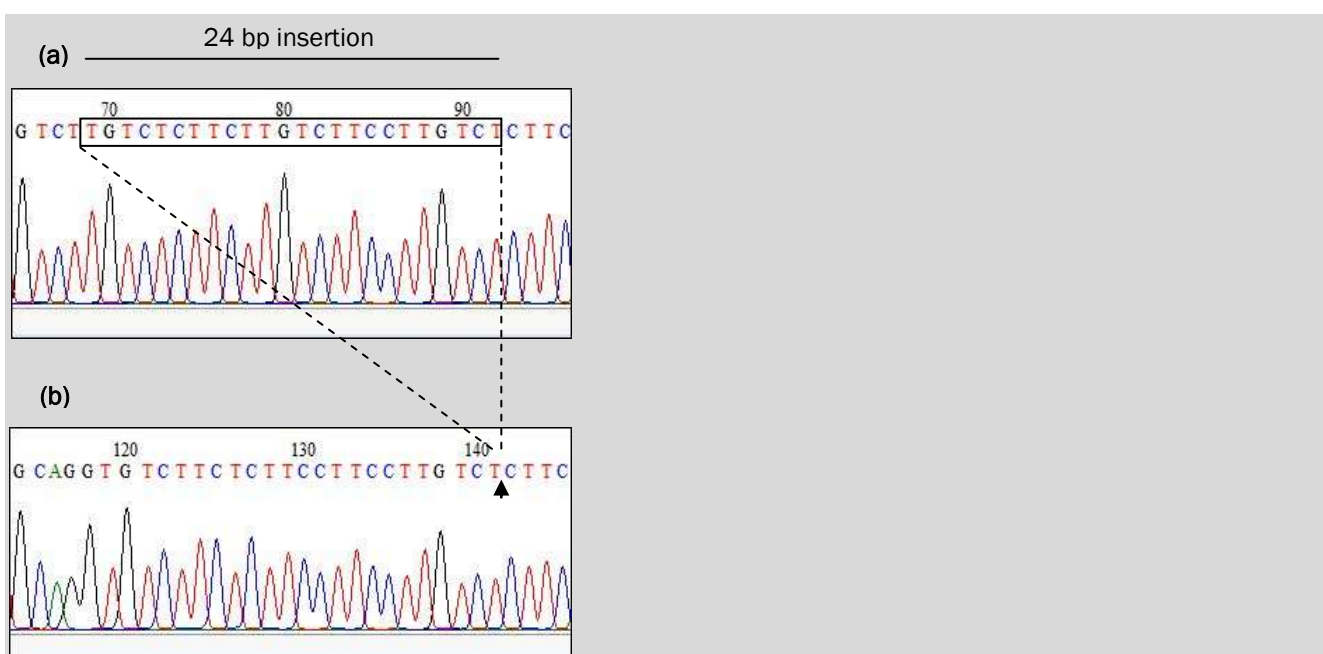 24 bp insertion
(a)
70 80 90
G T C T T G T C T C T T C T T G T C T T C C T T G T C T C T T C
(b)
120 130 140
G C A G G T G T C T T C T C T T C C T T C C T T G T C T C T T C